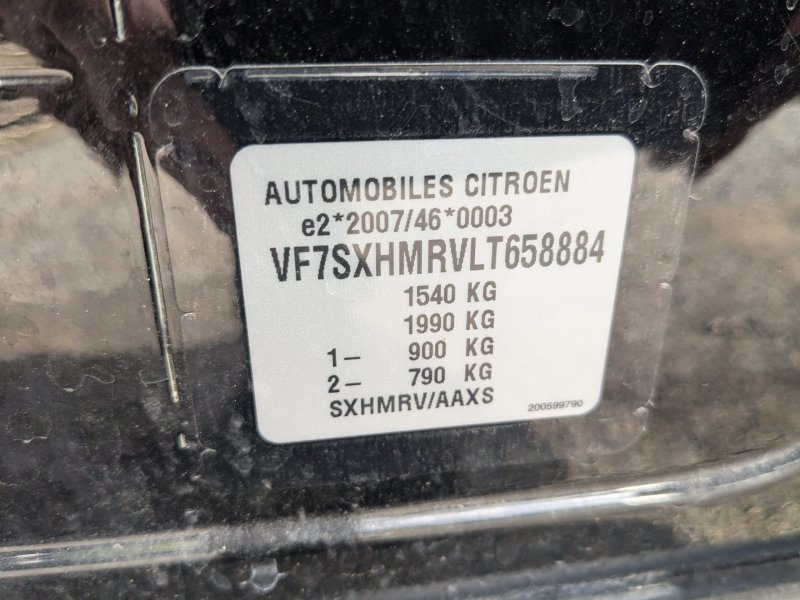 AUTOMOBILES CITROEN
e2*2007/46*0003
VF7SXHMRVLT658884
1540 KG
1990 KG
1– 900 KG
2– 790 KG
SXHMRV/AAXS
200599790